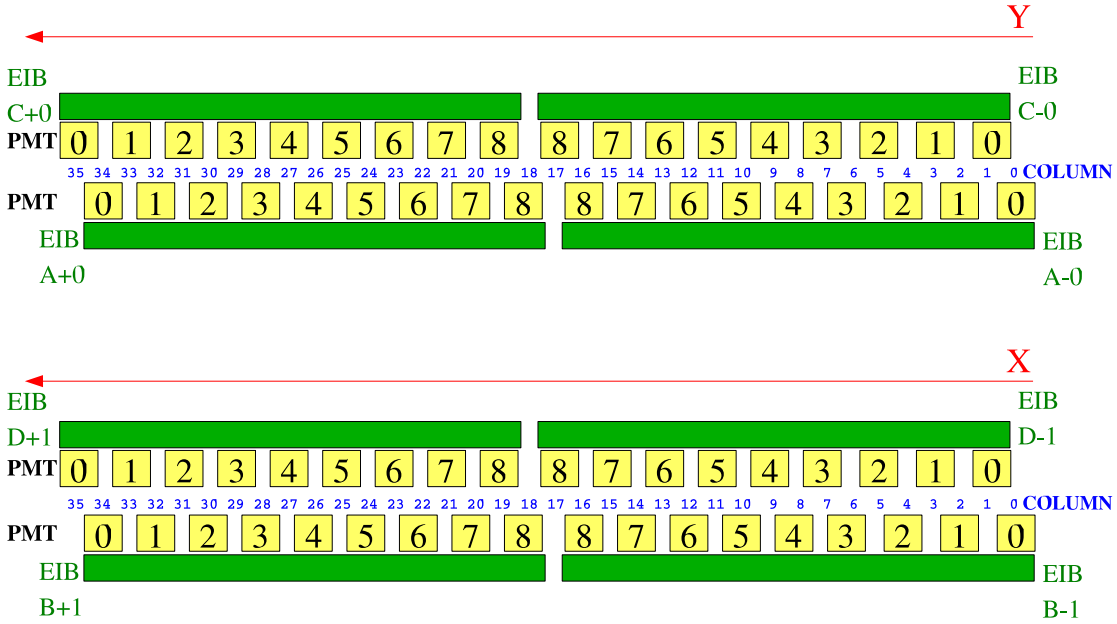 Y
EIB EIB
C+0 C-0
PMT 0 1 2 3 4 5 6 7 8 8 7 6 5 4 3 2 1 0
35 34 33 32 31 30 29 28 27 26 25 24 23 22 21 20 19 18 17 16 15 14 13 12 11 10 9 8 7 6 5 4 3 2 1 0 COLUMN
PMT 0 1 2 3 4 5 6 7 8 8 7 6 5 4 3 2 1 0
EIB EIB
A+0 A-0
X
EIB EIB
D+1 D-1
PMT 0 1 2 3 4 5 6 7 8 8 7 6 5 4 3 2 1 0
35 34 33 32 31 30 29 28 27 26 25 24 23 22 21 20 19 18 17 16 15 14 13 12 11 10 9 8 7 6 5 4 3 2 1 0 COLUMN
PMT 0 1 2 3 4 5 6 7 8 8 7 6 5 4 3 2 1 0
EIB EIB
B+1 B-1